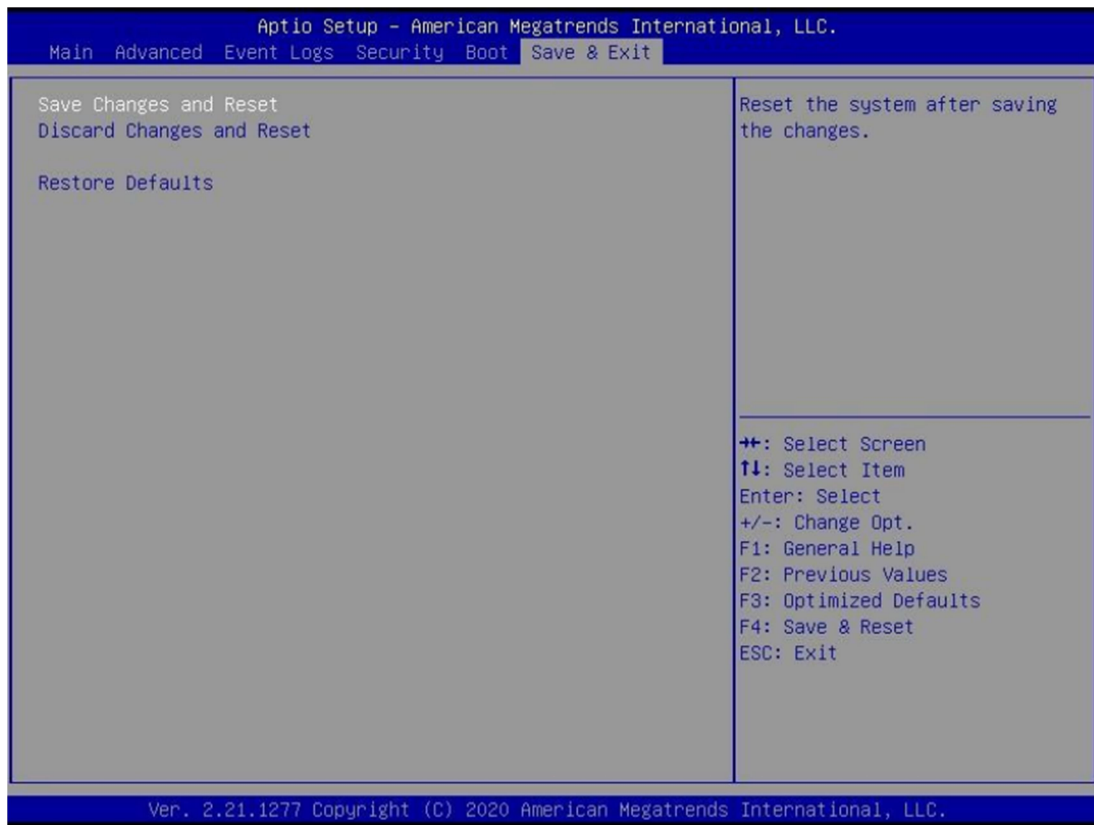 Aptio Setup – American Megatrends International, LLC.
Main Advanced Event Logs Security Boot Save & Exit
Save Changes and Reset
Discard Changes and Reset
Restore Defaults
Reset the system after saving
the changes.
→←: Select Screen
↑↓: Select Item
Enter: Select
+/-: Change Opt.
F1: General Help
F2: Previous Values
F3: Optimized Defaults
F4: Save & Reset
ESC: Exit
Ver. 2.21.1277 Copyright (C) 2020 American Megatrends International, LLC.